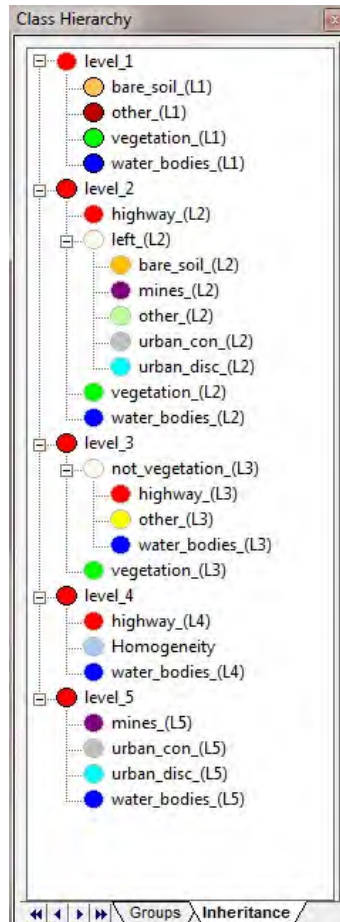 Class Hierarchy
level_1
bare_soil_(L1)
other_(L1)
vegetation_(L1)
water_bodies_(L1)
level_2
highway_(L2)
left_(L2)
bare_soil_(L2)
mines_(L2)
other_(L2)
urban_con_(L2)
urban_disc_(L2)
vegetation_(L2)
water_bodies_(L2)
level_3
not_vegetation_(L3)
highway_(L3)
other_(L3)
water_bodies_(L3)
vegetation_(L3)
level_4
highway_(L4)
Homogeneity
water_bodies_(L4)
level_5
mines_(L5)
urban_con_(L5)
urban_disc_(L5)
water_bodies_(L5)
Groups Inheritance